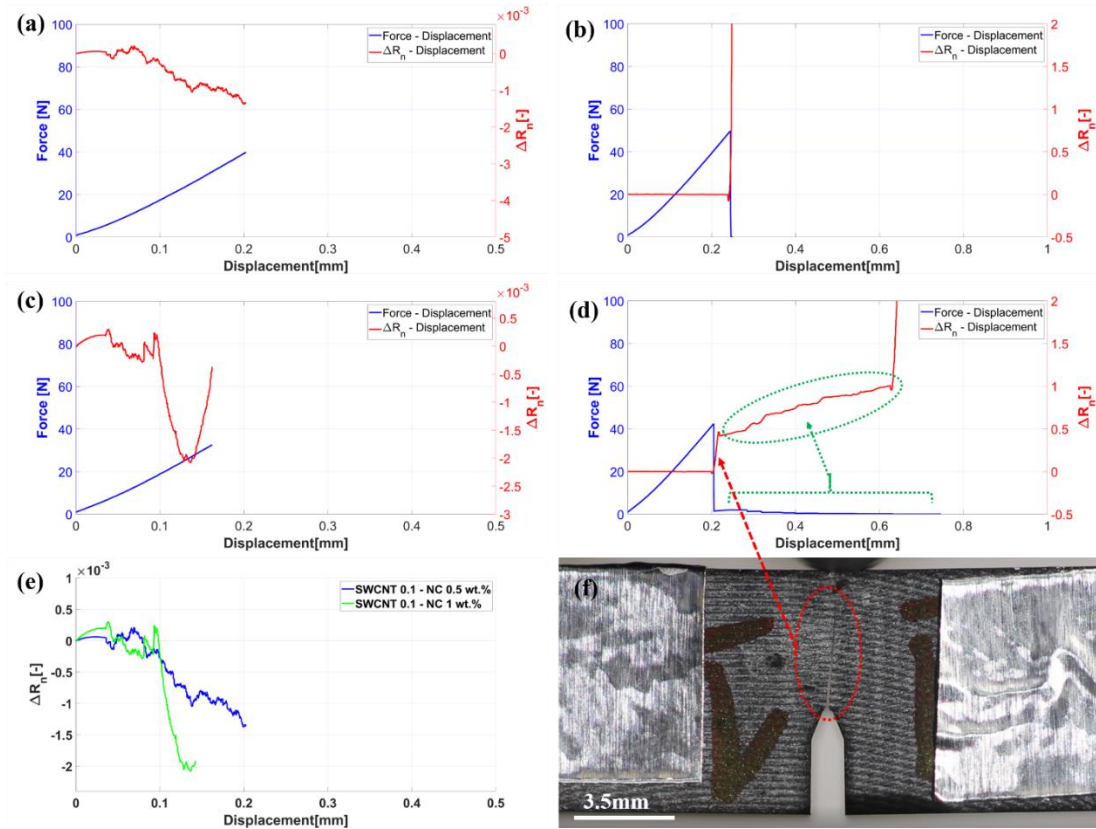 (a)
×10⁻³
Force - Displacement
ΔRₙ - Displacement
Force [N]
100
80
60
40
20
0
0
0.1
0.2
0.3
0.4
0.5
Displacement[mm]
0
-1
-2
-3
-4
-5
ΔRₙ[-]
(b)
Force - Displacement
ΔRₙ - Displacement
Force [N]
100
80
60
40
20
0
0
0.2
0.4
0.6
0.8
1
Displacement[mm]
2
1.5
1
0.5
0
-0.5
ΔRₙ[-]
(c)
×10⁻³
Force - Displacement
ΔRₙ - Displacement
Force [N]
100
80
60
40
20
0
0
0.1
0.2
0.3
0.4
0.5
Displacement[mm]
0.5
0
-0.5
-1
-1.5
-2
-2.5
-3
ΔRₙ[-]
(d)
Force - Displacement
ΔRₙ - Displacement
Force [N]
100
80
60
40
20
0
0
0.2
0.4
0.6
0.8
1
Displacement[mm]
2
1.5
1
0.5
0
-0.5
ΔRₙ[-]
(e)
×10⁻³
SWCNT 0.1 - NC 0.5 wt.%
SWCNT 0.1 - NC 1 wt.%
ΔRₙ[-]
1
0.5
0
-0.5
-1
-1.5
-2
0
0.1
0.2
0.3
0.4
0.5
Displacement[mm]
(f)
3.5mm